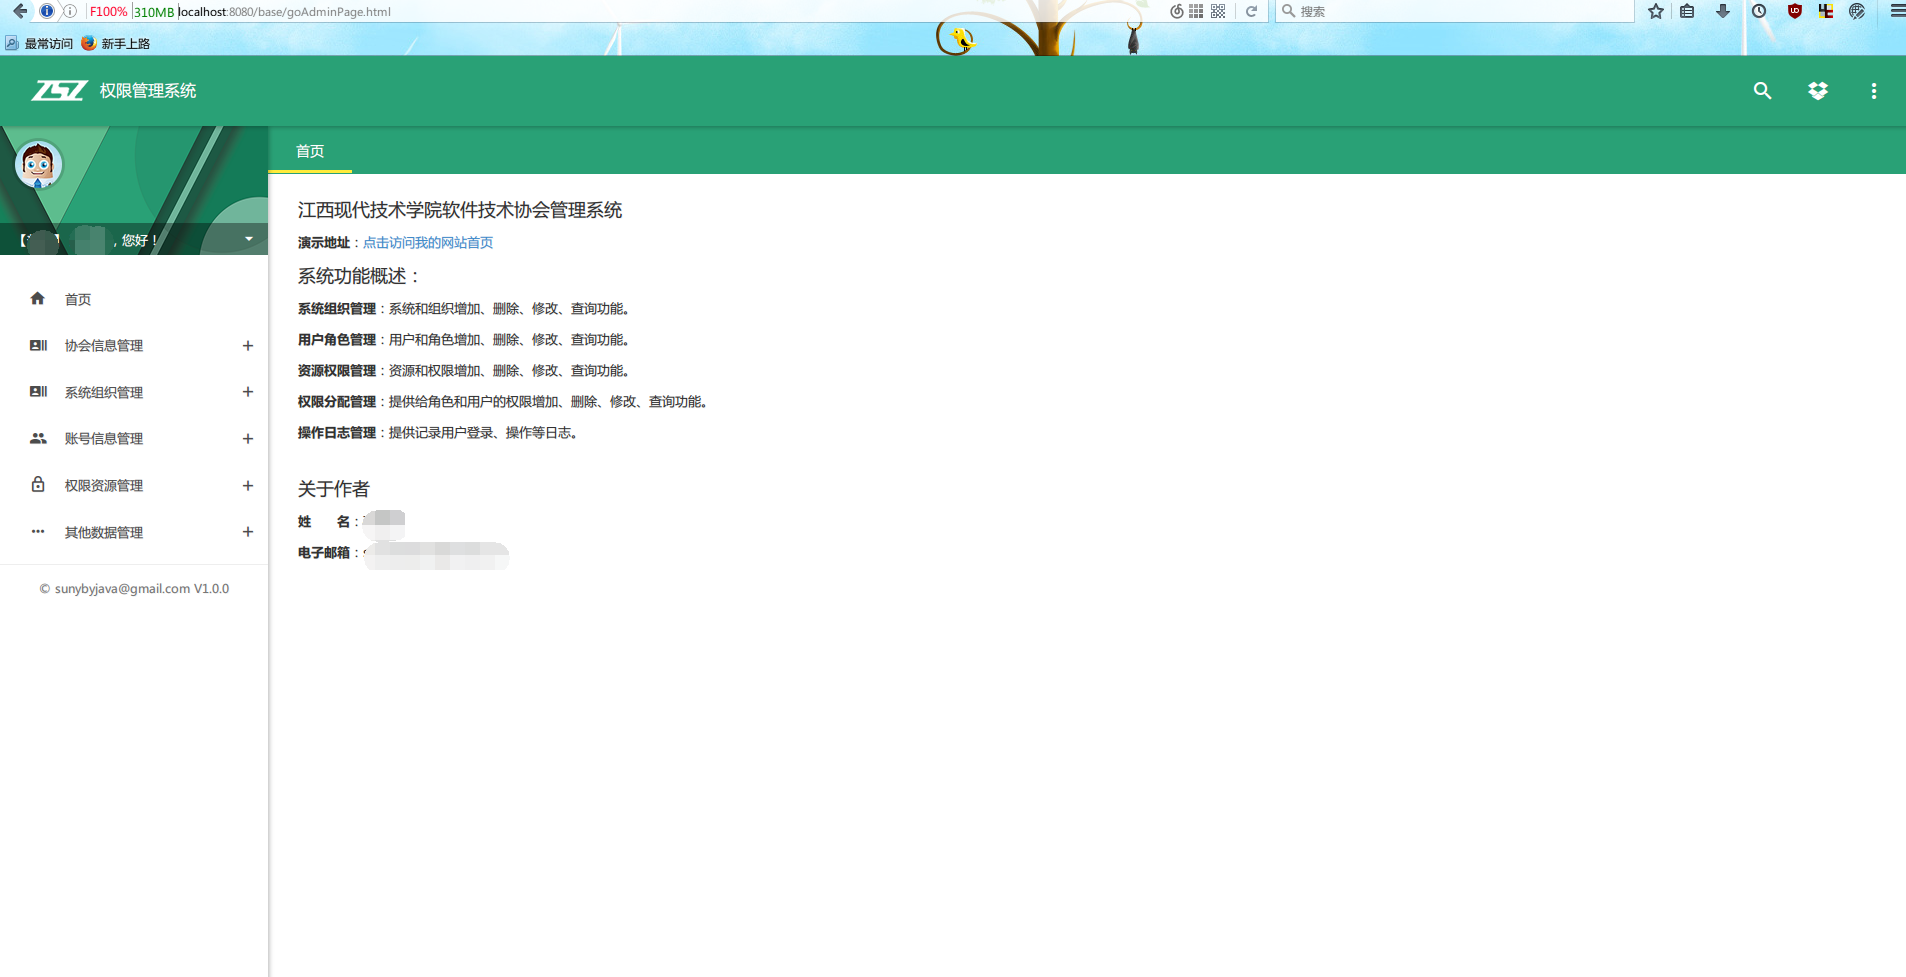 F100% 310MB localhost:8080/base/goAdminPage.html
搜索
最常访问 新手上路
ZSZ 权限管理系统
首页
，您好！
首页
协会信息管理
系统组织管理
账号信息管理
权限资源管理
其他数据管理
© sunybyjava@gmail.com V1.0.0
江西现代技术学院软件技术协会管理系统
演示地址：点击访问我的网站首页
系统功能概述：
系统组织管理：系统和组织增加、删除、修改、查询功能。
用户角色管理：用户和角色增加、删除、修改、查询功能。
资源权限管理：资源和权限增加、删除、修改、查询功能。
权限分配管理：提供给角色和用户的权限增加、删除、修改、查询功能。
操作日志管理：提供记录用户登录、操作等日志。
关于作者
姓　　名：
电子邮箱：